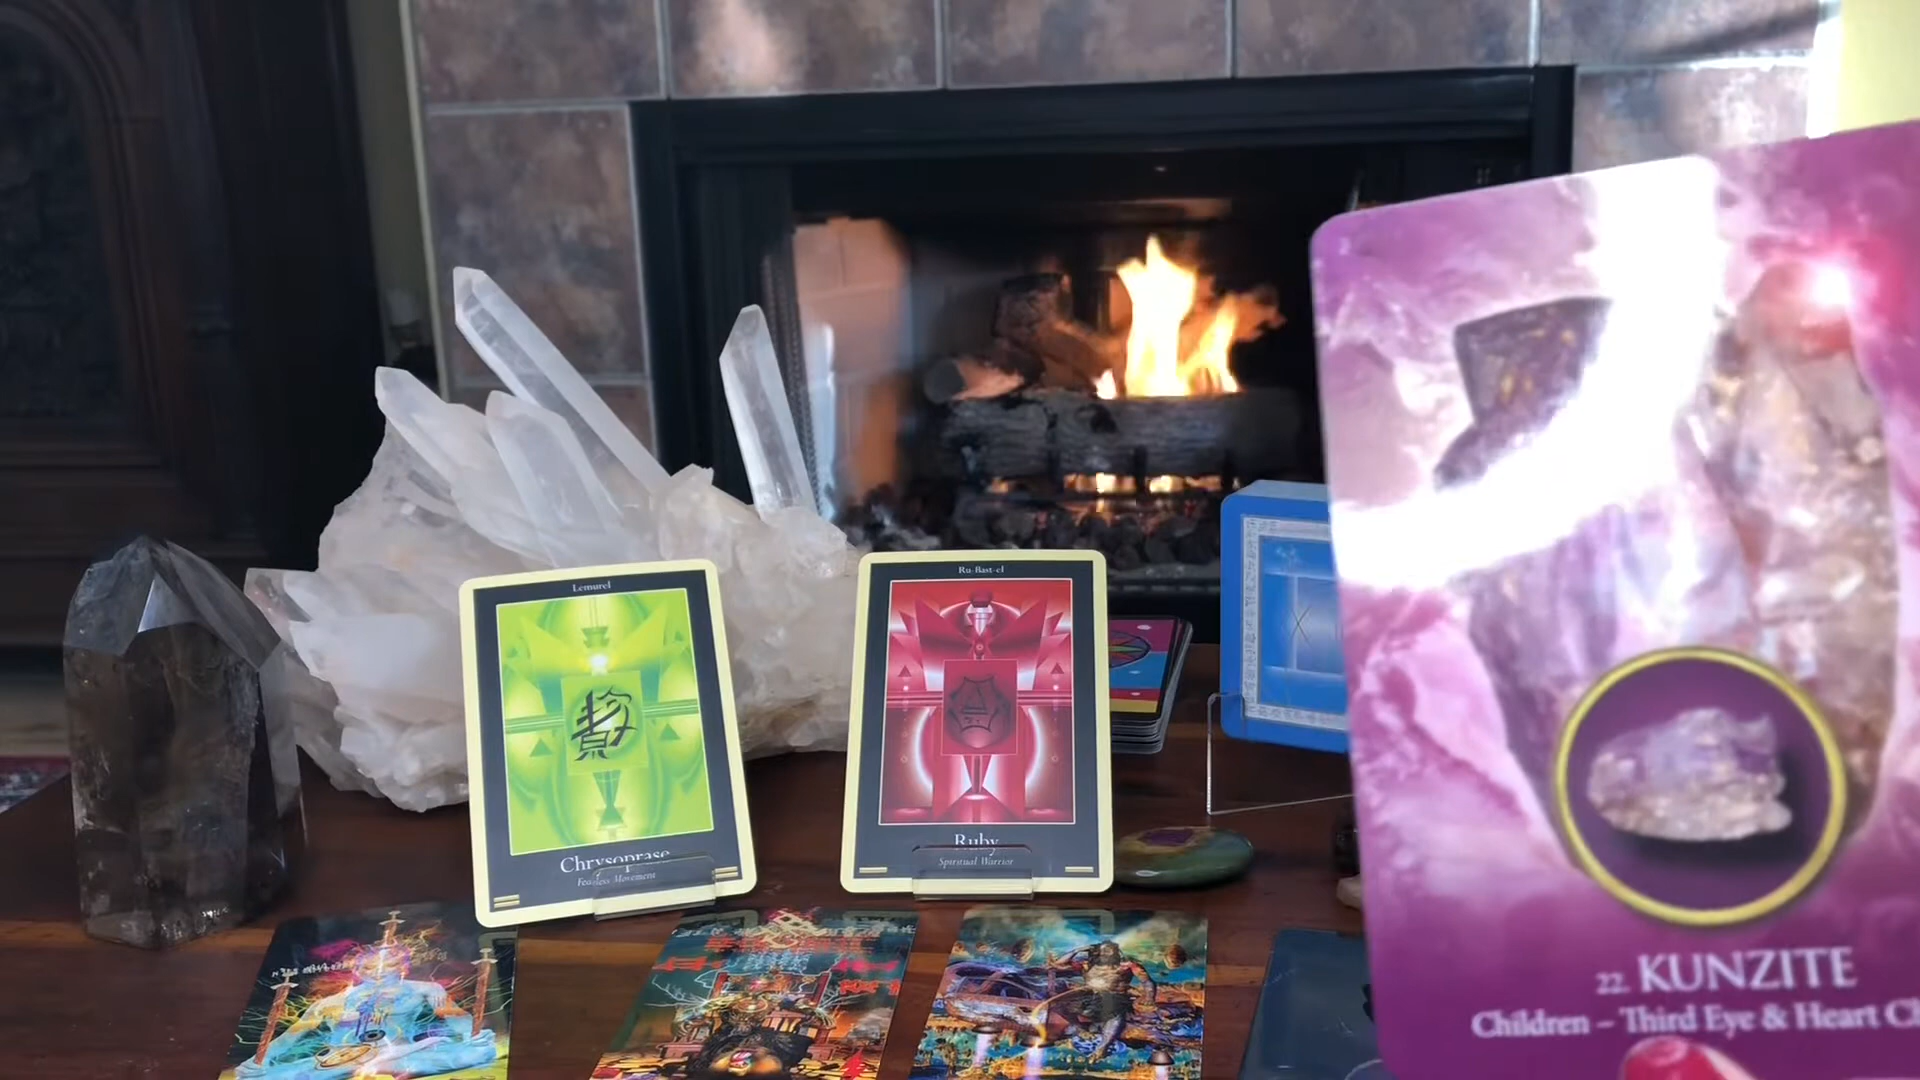 Lemurel
Chrysoprase
Fearless Movement
Ru-Bast-el
Ruby
Spiritual Warrior
22. KUNZITE
Children – Third Eye & Heart